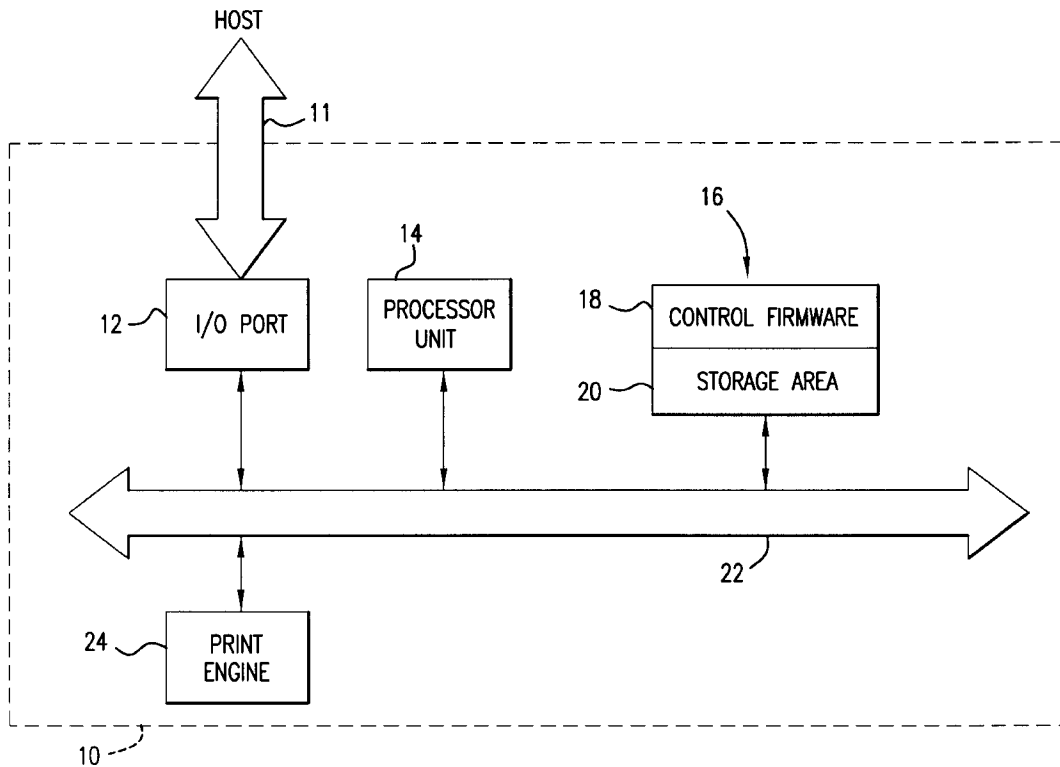 HOST
11
16
14
12
I/O PORT
PROCESSOR
UNIT
18
CONTROL FIRMWARE
20
STORAGE AREA
22
24
PRINT
ENGINE
10